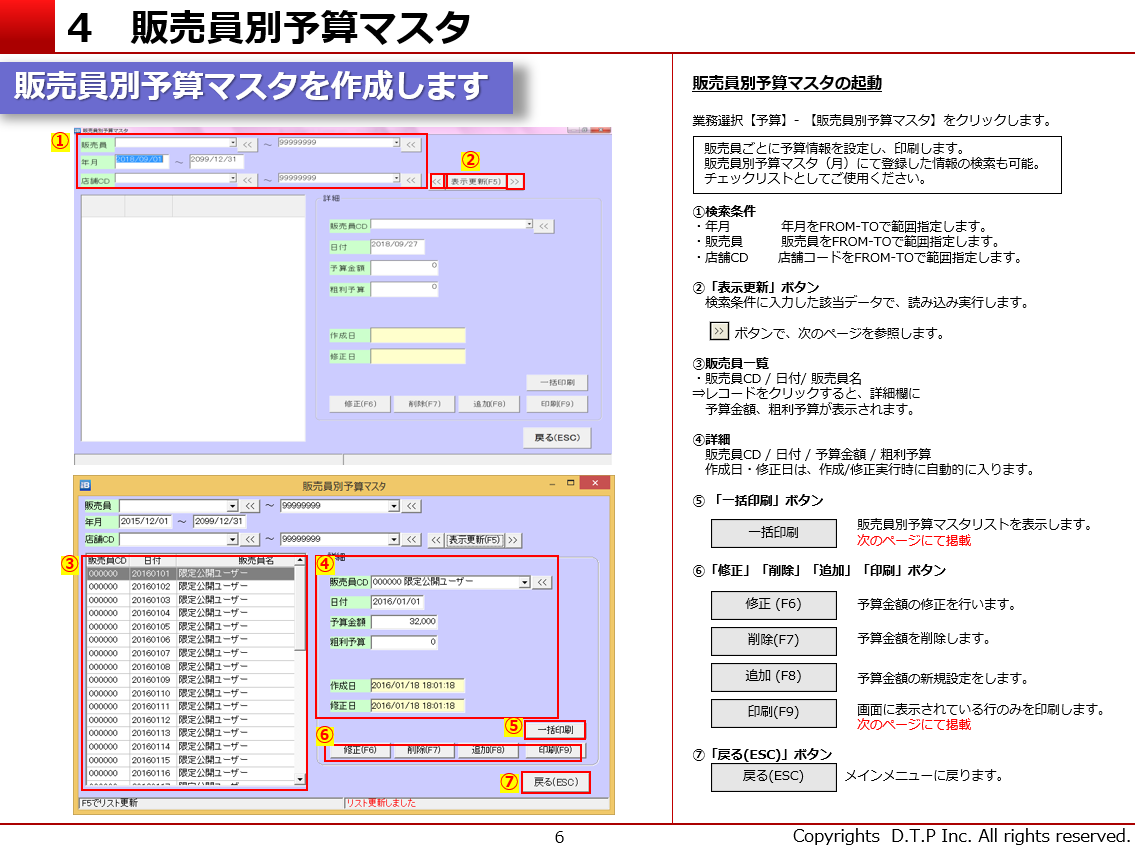 4　販売員別予算マスタ
販売員別予算マスタを作成します
①
販売員別予算マスタ
販売員 << ～ 99999999 <<
年月 2018/09/01 ～ 2099/12/31
店舗CD << ～ 99999999 <<
②
<< 表示更新(F5) >>
詳細
販売員CD <<
日付 2018/09/27
予算金額 0
粗利予算 0
作成日
修正日
一括印刷
修正(F6) 削除(F7) 追加(F8) 印刷(F9)
戻る(ESC)
販売員別予算マスタ
販売員 << ～ 99999999 <<
年月 2015/12/01 ～ 2099/12/31
店舗CD << ～ 99999999 << << 表示更新(F5) >>
③
販売員CD 日付 販売員名
000000 20160101 限定公開ユーザー
000000 20160102 限定公開ユーザー
000000 20160103 限定公開ユーザー
000000 20160104 限定公開ユーザー
000000 20160105 限定公開ユーザー
000000 20160106 限定公開ユーザー
000000 20160107 限定公開ユーザー
000000 20160108 限定公開ユーザー
000000 20160109 限定公開ユーザー
000000 20160110 限定公開ユーザー
000000 20160111 限定公開ユーザー
000000 20160112 限定公開ユーザー
000000 20160113 限定公開ユーザー
000000 20160114 限定公開ユーザー
000000 20160115 限定公開ユーザー
000000 20160116 限定公開ユーザー
④
販売員CD 000000 限定公開ユーザー <<
日付 2016/01/01
予算金額 32,000
粗利予算 0
作成日 2016/01/18 18:01:18
修正日 2016/01/18 18:01:18
⑤ 一括印刷
⑥
修正(F6) 削除(F7) 追加(F8) 印刷(F9)
⑦ 戻る(ESC)
F5でリスト更新 リスト更新しました
販売員別予算マスタの起動
業務選択【予算】-【販売員別予算マスタ】をクリックします。
販売員ごとに予算情報を設定し、印刷します。
販売員別予算マスタ（月）にて登録した情報の検索も可能。
チェックリストとしてご使用ください。
①検索条件
・年月 年月をFROM-TOで範囲指定します。
・販売員 販売員をFROM-TOで範囲指定します。
・店舗CD 店舗コードをFROM-TOで範囲指定します。
②「表示更新」ボタン
検索条件に入力した該当データで、読み込み実行します。
>> ボタンで、次のページを参照します。
③販売員一覧
・販売員CD / 日付/ 販売員名
⇒レコードをクリックすると、詳細欄に
予算金額、粗利予算が表示されます。
④詳細
販売員CD / 日付 / 予算金額 / 粗利予算
作成日・修正日は、作成/修正実行時に自動的に入ります。
⑤ 「一括印刷」ボタン
一括印刷 販売員別予算マスタリストを表示します。
次のページにて掲載
⑥「修正」「削除」「追加」「印刷」ボタン
修正 (F6) 予算金額の修正を行います。
削除(F7) 予算金額を削除します。
追加 (F8) 予算金額の新規設定をします。
印刷(F9) 画面に表示されている行のみを印刷します。
次のページにて掲載
⑦「戻る(ESC)」ボタン
戻る(ESC) メインメニューに戻ります。
6
Copyrights D.T.P Inc. All rights reserved.